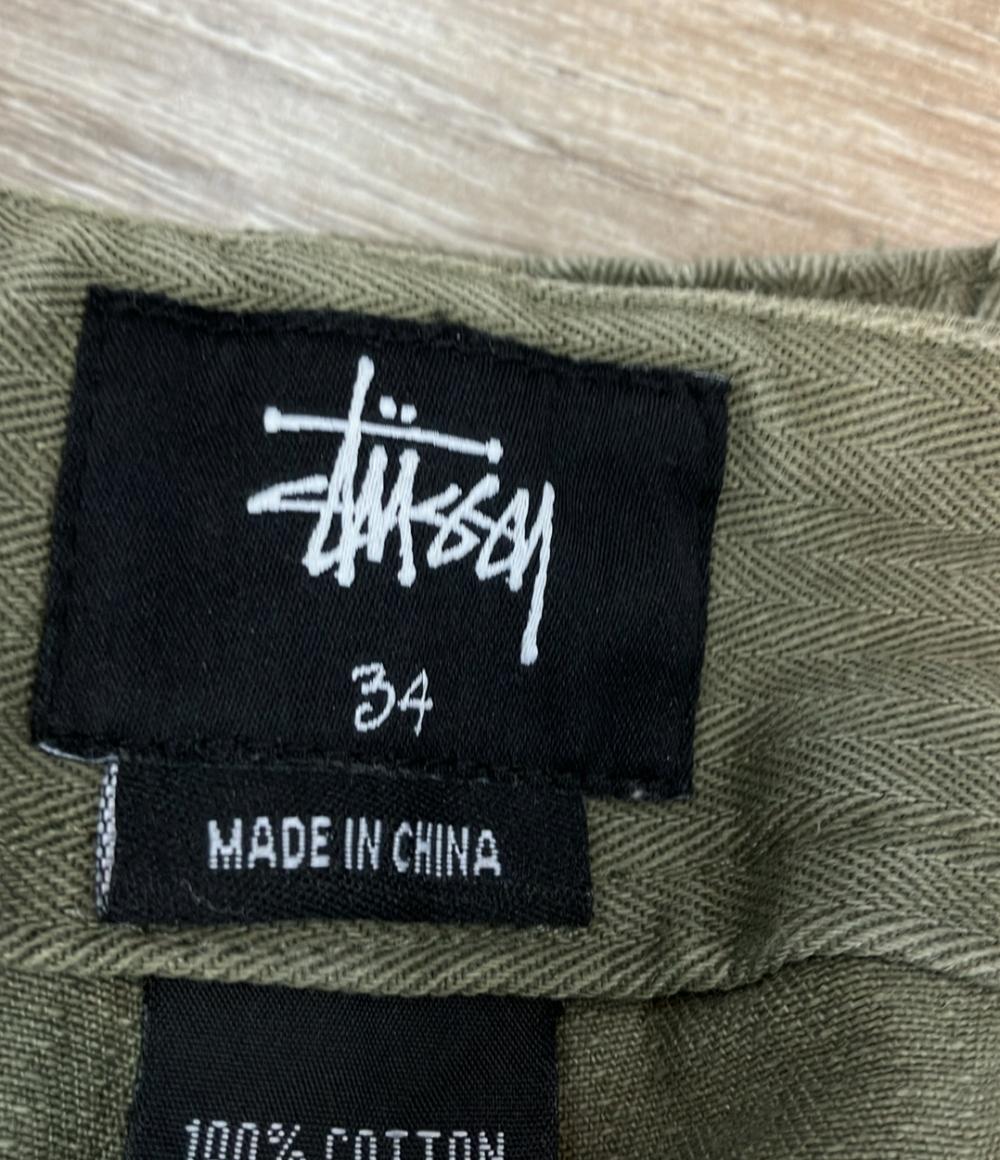 Stüssy
34
MADE IN CHINA
100% COTTON